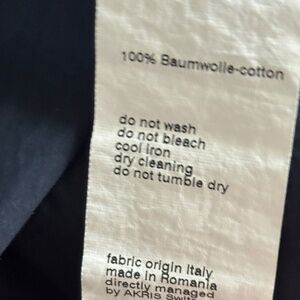 100% Baumwolle-cotton
do not wash
do not bleach
cool iron
dry cleaning
do not tumble dry
fabric origin Italy
made in Romania
directly managed
by AKRIS